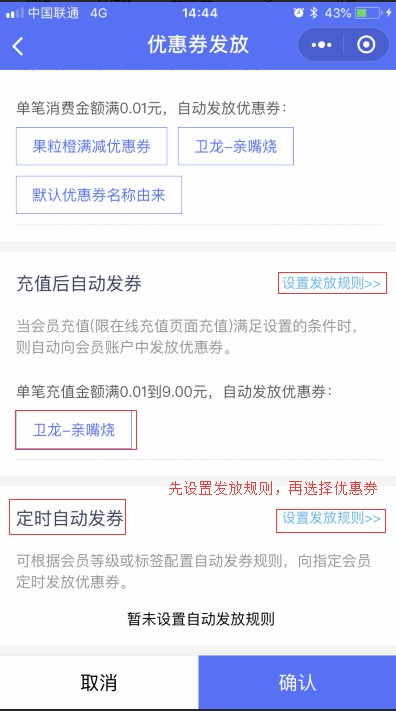 中国联通 4G 14:44 43%
优惠券发放
单笔消费金额满0.01元，自动发放优惠券：
果粒橙满减优惠券 卫龙-亲嘴烧
默认优惠券名称由来
充值后自动发券 设置发放规则>>
当会员充值(限在线充值页面充值)满足设置的条件时，
则自动向会员账户中发放优惠券。
单笔充值金额满0.01到9.00元，自动发放优惠券：
卫龙-亲嘴烧
先设置发放规则，再选择优惠券
定时自动发券 设置发放规则>>
可根据会员等级或标签配置自动发券规则，向指定会员
定时发放优惠券。
暂未设置自动发放规则
取消 确认